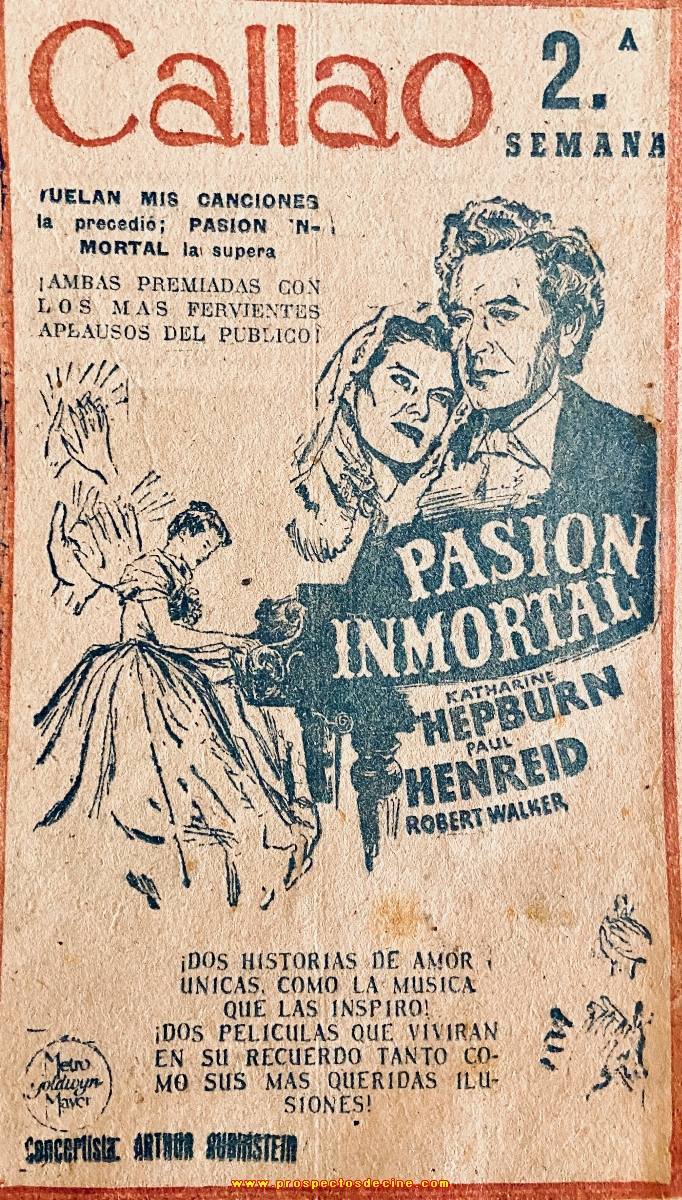 Callao
2.ª
SEMANA
VUELAN MIS CANCIONES
la precedió; PASION IN-
MORTAL la supera
¡AMBAS PREMIADAS CON
LOS MAS FERVIENTES
APLAUSOS DEL PUBLICO!
PASION
INMORTAL
KATHARINE
HEPBURN
PAUL
HENREID
ROBERT WALKER
¡DOS HISTORIAS DE AMOR
UNICAS, COMO LA MUSICA
QUE LAS INSPIRO!
¡DOS PELICULAS QUE VIVIRAN
EN SU RECUERDO TANTO CO-
MO SUS MAS QUERIDAS ILU-
SIONES!
Metro
Goldwyn
Mayer
Concertista: ARTHUR RUBINSTEIN
www.prospectosdecine.com